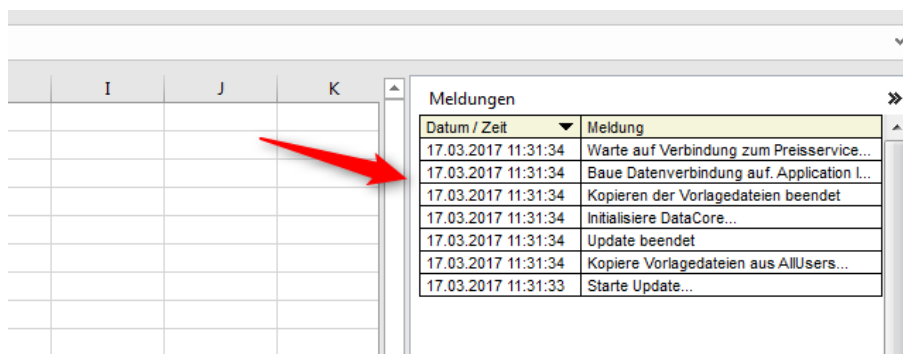 I J K
Meldungen
Datum / Zeit Meldung
17.03.2017 11:31:34 Warte auf Verbindung zum Preisservice...
17.03.2017 11:31:34 Baue Datenverbindung auf. Application I...
17.03.2017 11:31:34 Kopieren der Vorlagedateien beendet
17.03.2017 11:31:34 Initialisiere DataCore...
17.03.2017 11:31:34 Update beendet
17.03.2017 11:31:34 Kopiere Vorlagedateien aus AllUsers...
17.03.2017 11:31:33 Starte Update...